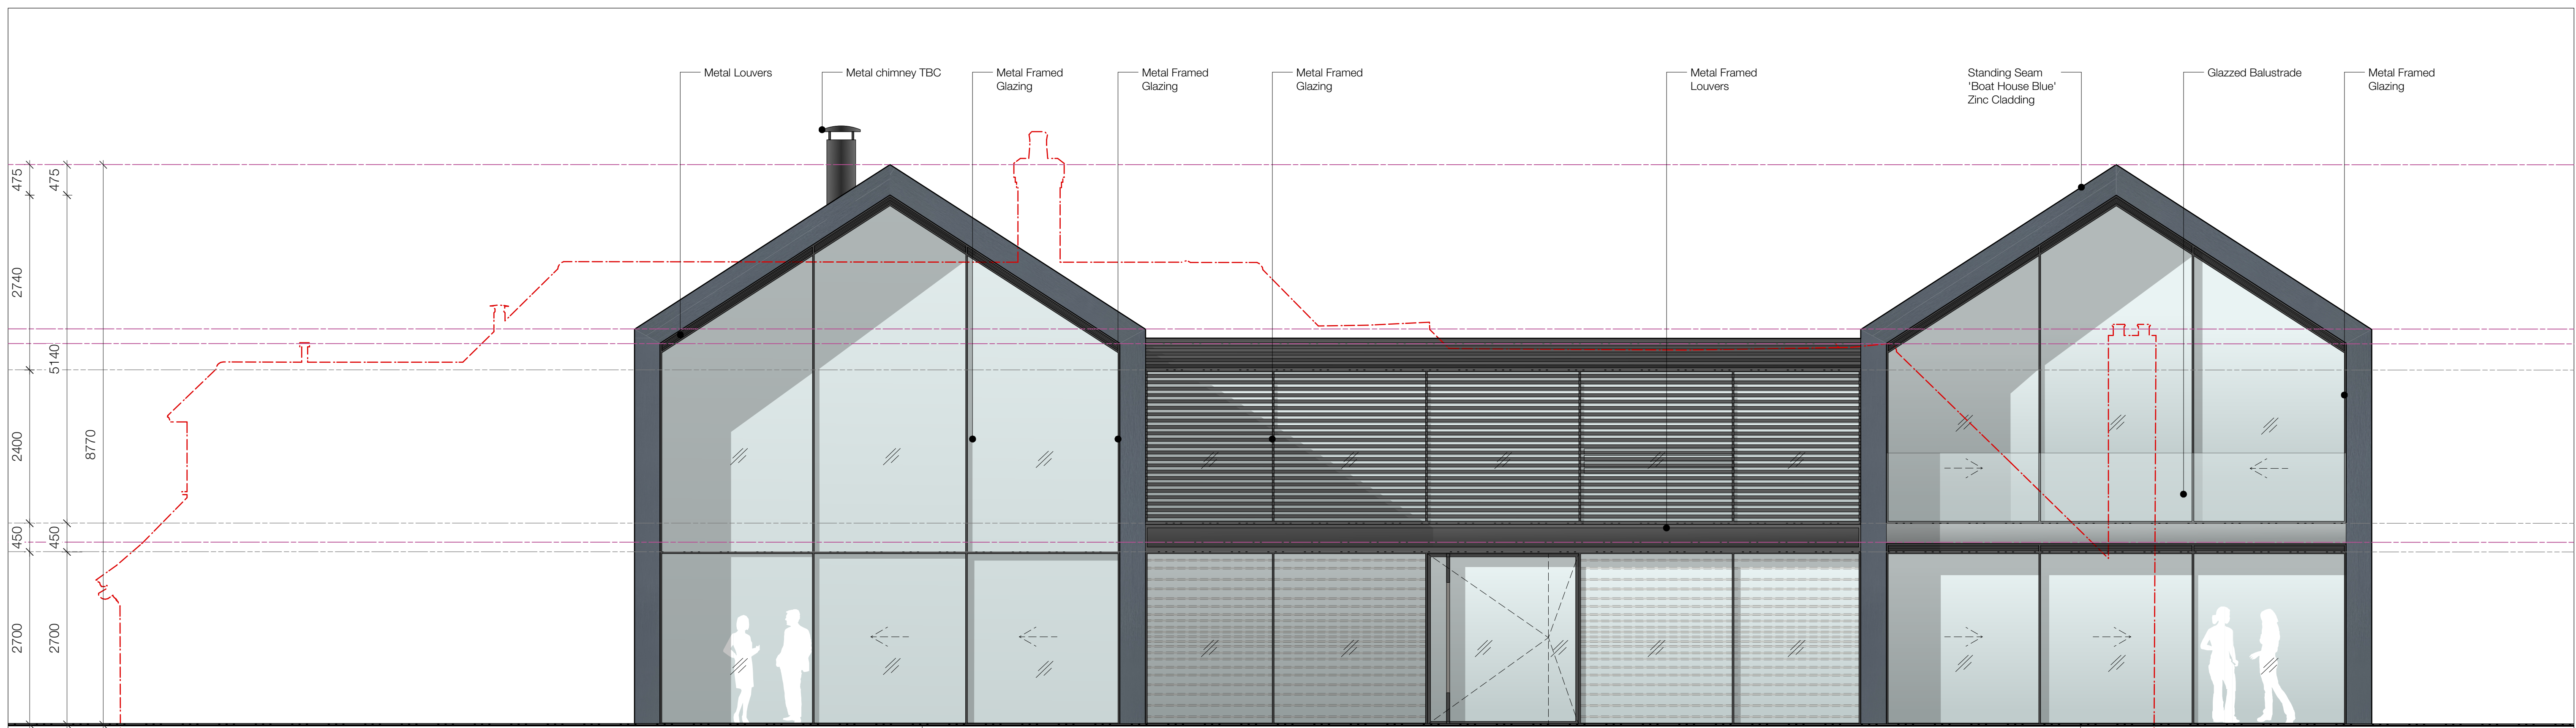 Metal Louvers
Metal chimney TBC
Metal Framed
Glazing
Metal Framed
Glazing
Metal Framed
Glazing
Metal Framed
Louvers
Standing Seam
'Boat House Blue'
Zinc Cladding
Glazzed Balustrade
Metal Framed
Glazing
475
2740
2400
450
2700
475
5140
450
2700
8770